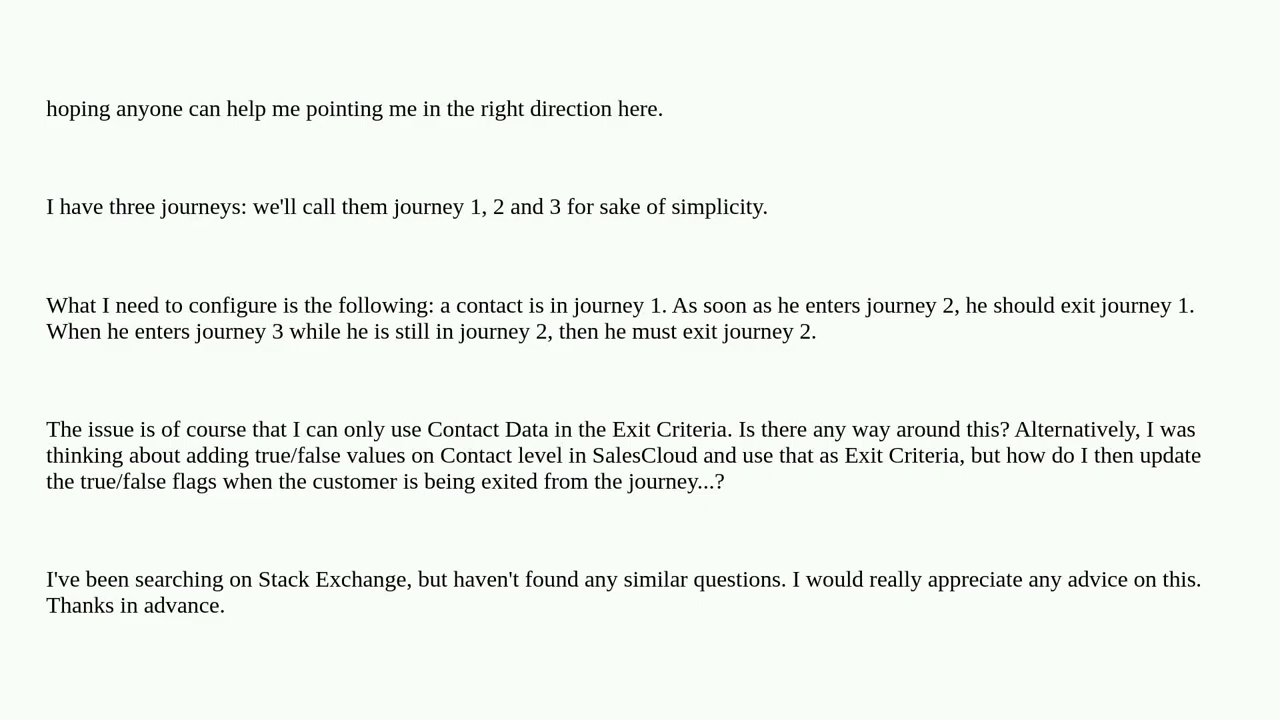 hoping anyone can help me pointing me in the right direction here.
I have three journeys: we'll call them journey 1, 2 and 3 for sake of simplicity.
What I need to configure is the following: a contact is in journey 1. As soon as he enters journey 2, he should exit journey 1.
When he enters journey 3 while he is still in journey 2, then he must exit journey 2.
The issue is of course that I can only use Contact Data in the Exit Criteria. Is there any way around this? Alternatively, I was
thinking about adding true/false values on Contact level in SalesCloud and use that as Exit Criteria, but how do I then update
the true/false flags when the customer is being exited from the journey...?
I've been searching on Stack Exchange, but haven't found any similar questions. I would really appreciate any advice on this.
Thanks in advance.